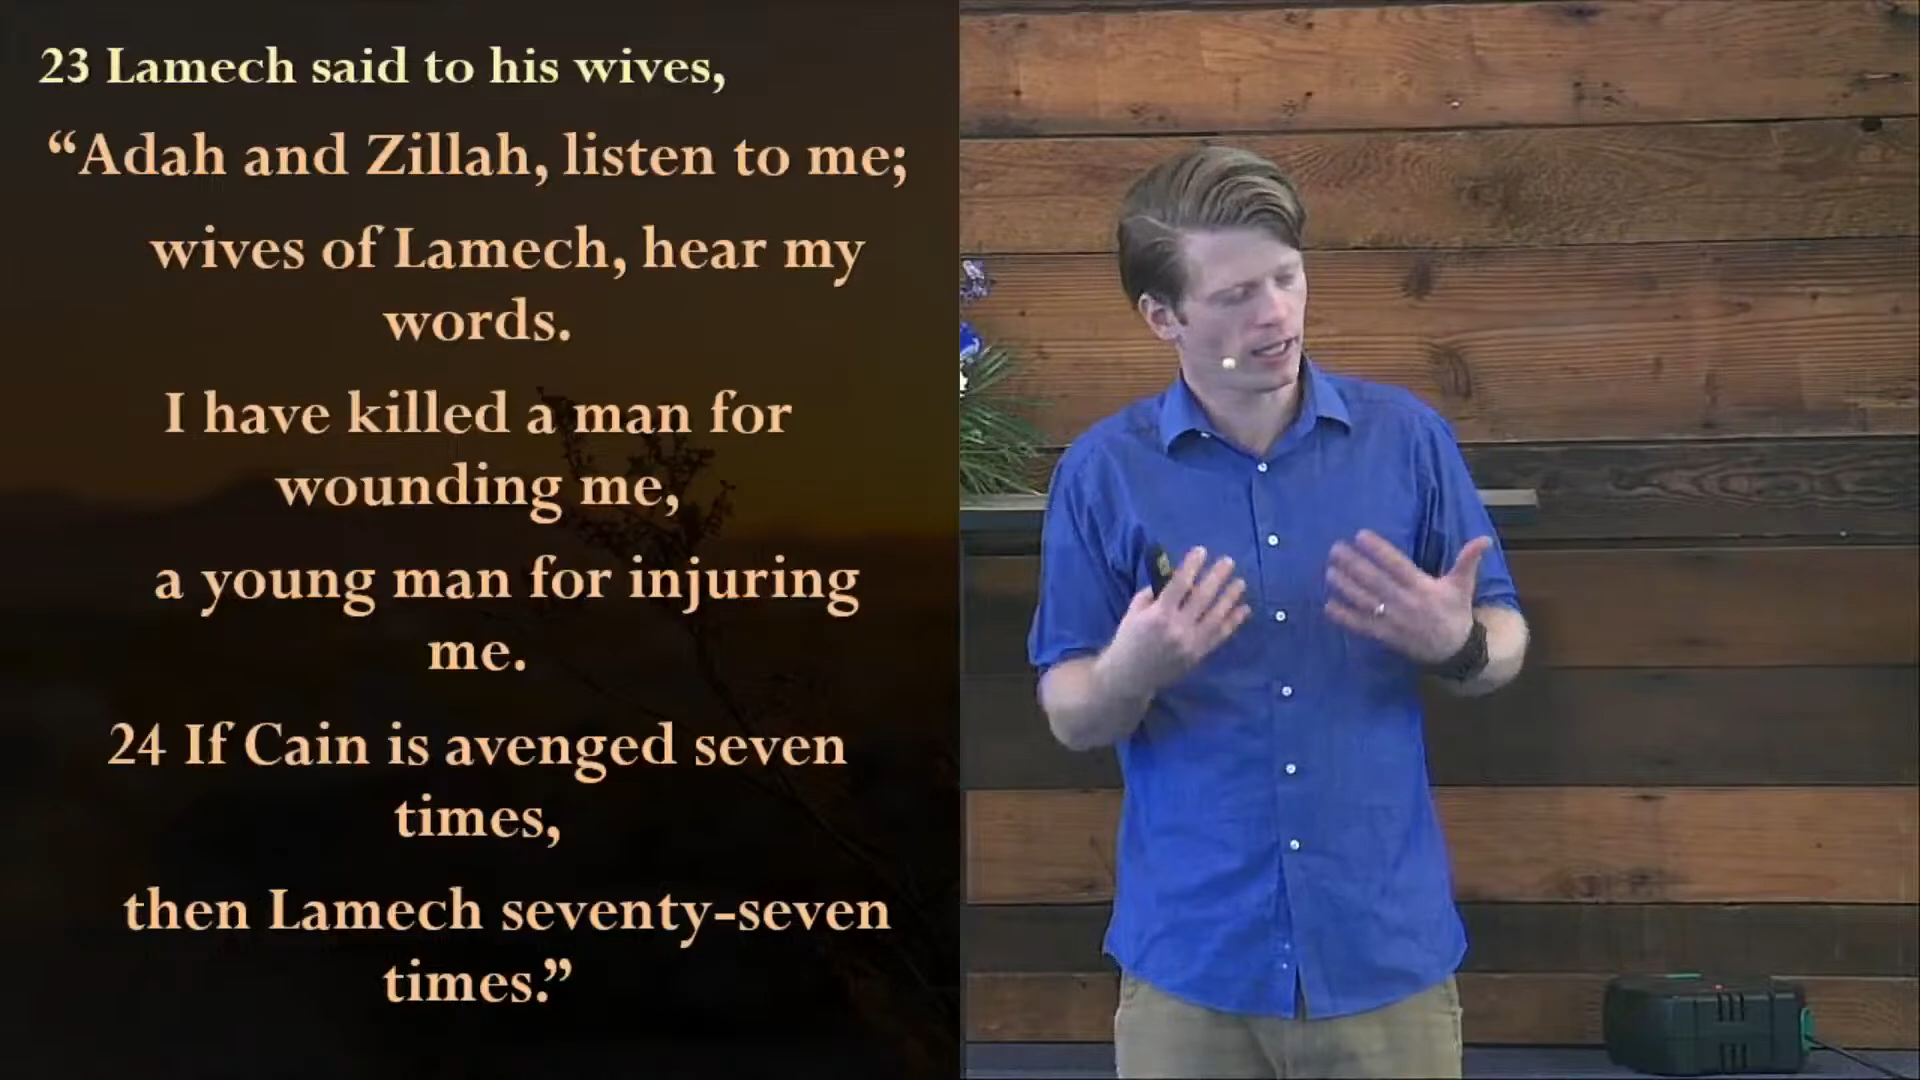 23 Lamech said to his wives,
“Adah and Zillah, listen to me;
wives of Lamech, hear my
words.
I have killed a man for
wounding me,
a young man for injuring
me.
24 If Cain is avenged seven
times,
then Lamech seventy-seven
times.”